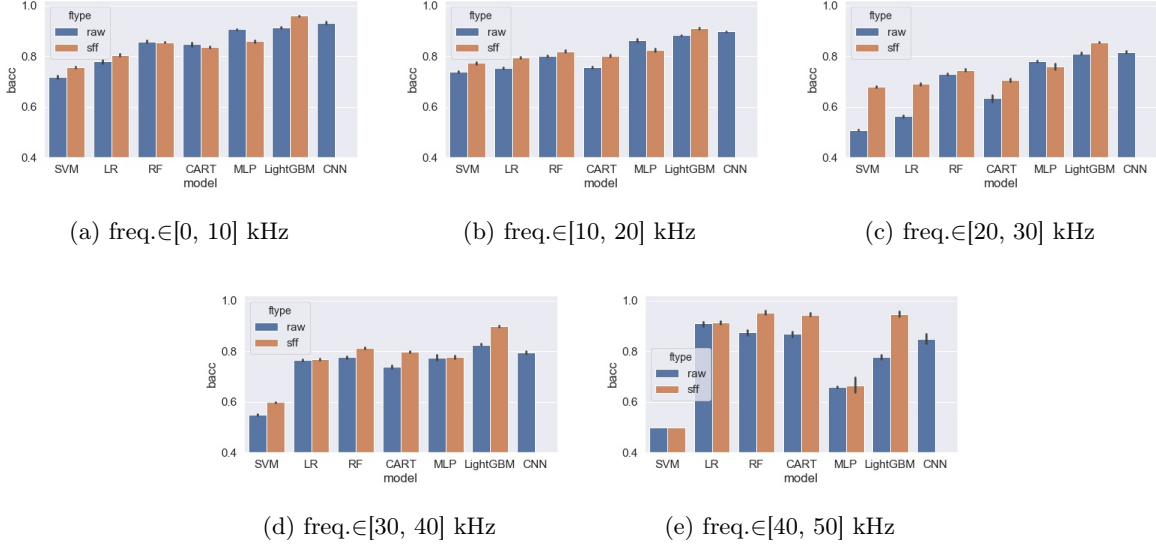 1.0
0.8
0.6
0.4
bacc
ftype
raw
sff
SVM LR RF CART MLP LightGBM CNN
model
(a) freq.∈[0, 10] kHz
1.0
0.8
0.6
0.4
bacc
ftype
raw
sff
SVM LR RF CART MLP LightGBM CNN
model
(b) freq.∈[10, 20] kHz
1.0
0.8
0.6
0.4
bacc
ftype
raw
sff
SVM LR RF CART MLP LightGBM CNN
model
(c) freq.∈[20, 30] kHz
1.0
0.8
0.6
0.4
bacc
ftype
raw
sff
SVM LR RF CART MLP LightGBM CNN
model
(d) freq.∈[30, 40] kHz
1.0
0.8
0.6
0.4
bacc
ftype
raw
sff
SVM LR RF CART MLP LightGBM CNN
model
(e) freq.∈[40, 50] kHz